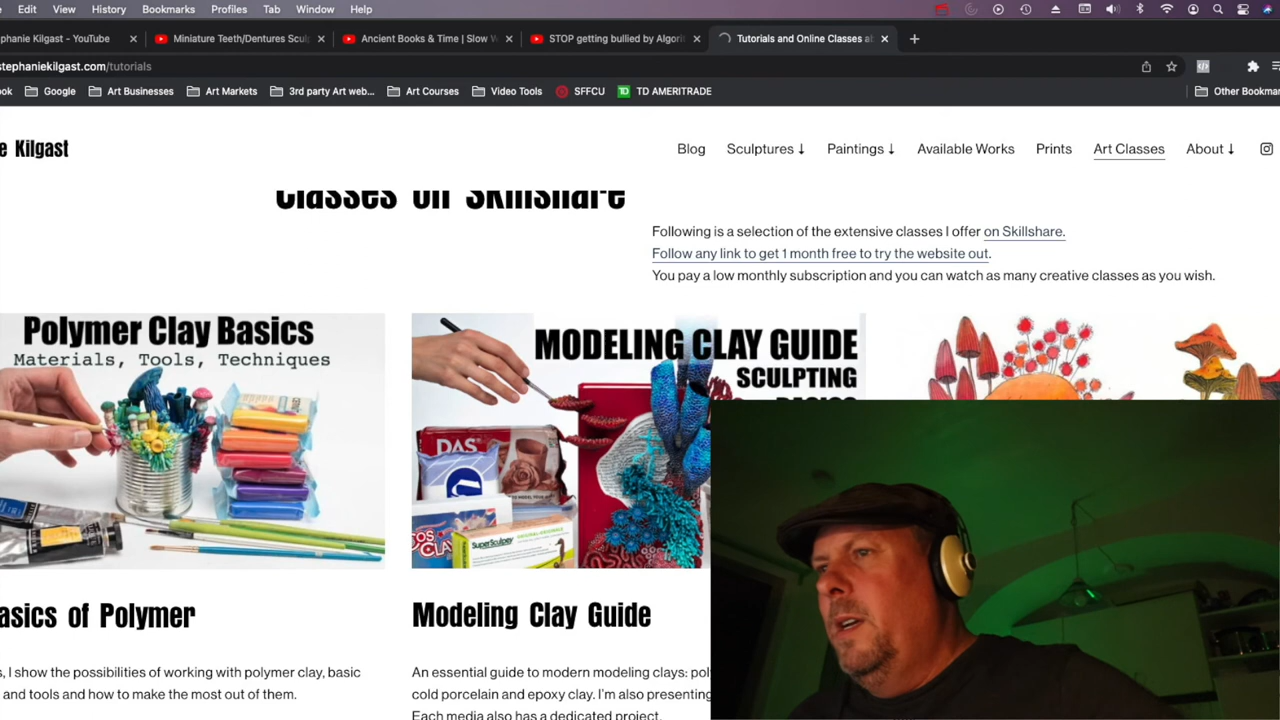 Edit View History Bookmarks Profiles Tab Window Help
phanie Kilgast - YouTube
Miniature Teeth/Dentures Scul
Ancient Books & Time | Slow W
STOP getting bullied by Algori
Tutorials and Online Classes a
stephaniekilgast.com/tutorials
ok Google Art Businesses Art Markets 3rd party Art web... Art Courses Video Tools SFFCU TD AMERITRADE Other Bookmar
e Kilgast
Blog Sculptures ↓ Paintings ↓ Available Works Prints Art Classes About ↓
Classes on Skillshare
Following is a selection of the extensive classes I offer on Skillshare.
Follow any link to get 1 month free to try the website out.
You pay a low monthly subscription and you can watch as many creative classes as you wish.
Polymer Clay Basics
Materials, Tools, Techniques
MODELING CLAY GUIDE
SCULPTING
BASICS
DAS
SuperSculpey
asics of Polymer
Modeling Clay Guide
s, I show the possibilities of working with polymer clay, basic
and tools and how to make the most out of them.
An essential guide to modern modeling clays: pol
cold porcelain and epoxy clay. I'm also presenting
Each media also has a dedicated project.